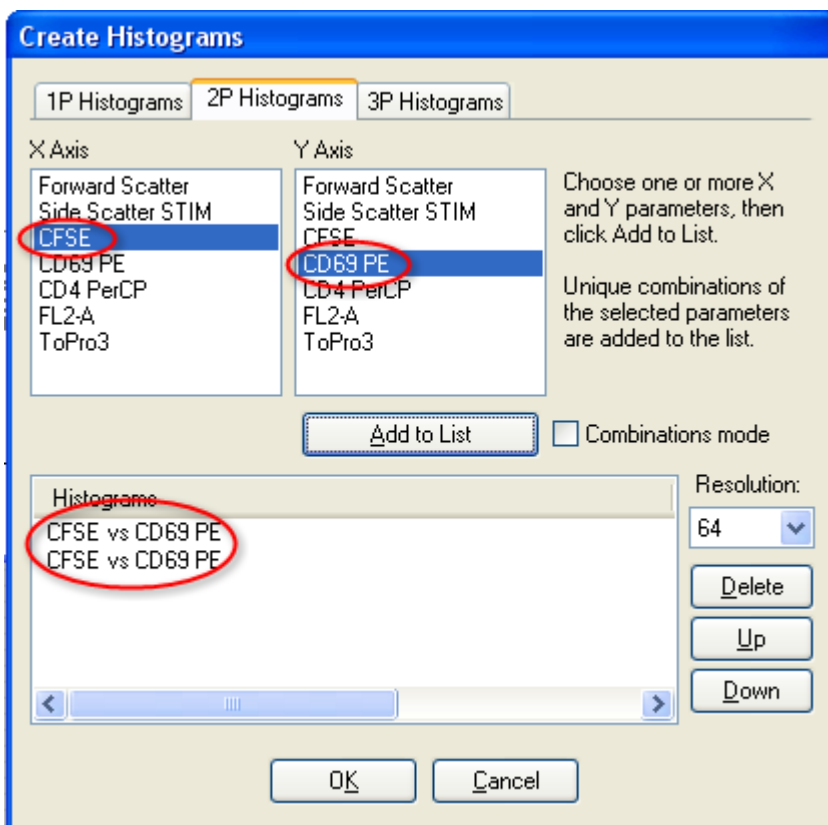 Create Histograms
1P Histograms 2P Histograms 3P Histograms
X Axis
Forward Scatter
Side Scatter STIM
CFSE
CD69 PE
CD4 PerCP
FL2-A
ToPro3
Y Axis
Forward Scatter
Side Scatter STIM
CFSE
CD69 PE
CD4 PerCP
FL2-A
ToPro3
Choose one or more X
and Y parameters, then
click Add to List.
Unique combinations of
the selected parameters
are added to the list.
Add to List
Combinations mode
Histograms
CFSE vs CD69 PE
CFSE vs CD69 PE
Resolution:
64
Delete
Up
Down
OK
Cancel